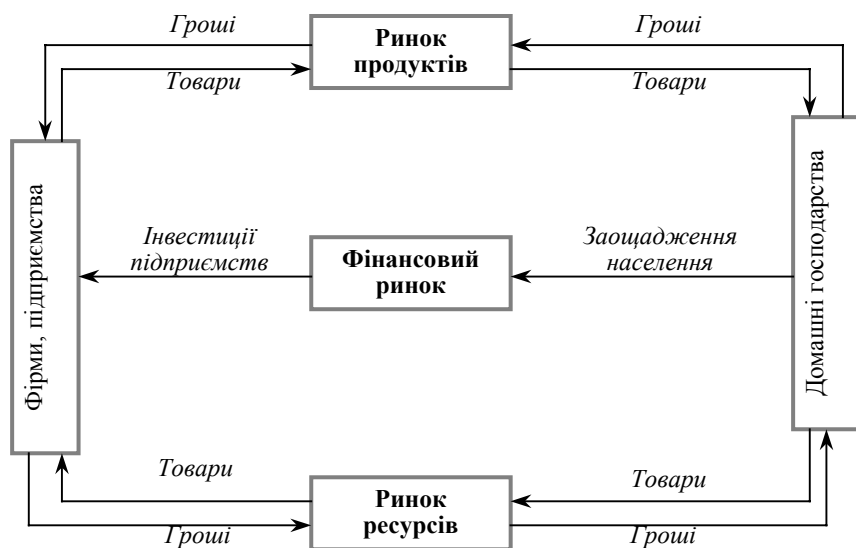 Гроші
Ринок
продуктів
Гроші
Товари
Товари
Фірми, підприємства
Інвестиції
підприємств
Фінансовий
ринок
Заощадження
населення
Домашні господарства
Товари
Ринок
ресурсів
Товари
Гроші
Гроші